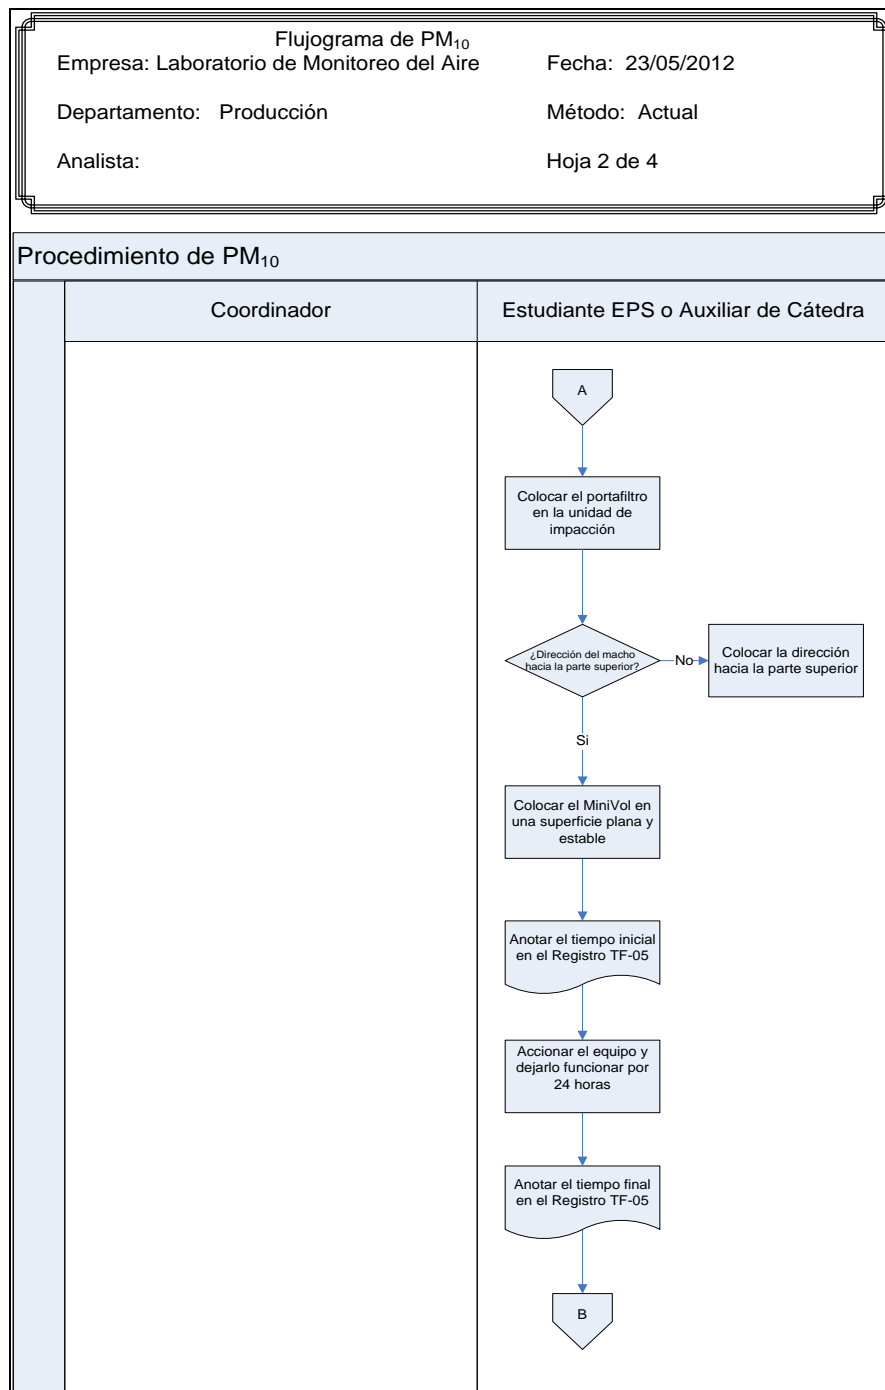 Flujograma de PM₁₀
Empresa: Laboratorio de Monitoreo del Aire
Fecha: 23/05/2012
Departamento: Producción
Método: Actual
Analista:
Hoja 2 de 4
Procedimiento de PM₁₀
Coordinador
Estudiante EPS o Auxiliar de Cátedra
A
Colocar el portafiltro
en la unidad de
impacción
¿Dirección del macho
hacia la parte superior?
No
Colocar la dirección
hacia la parte superior
Si
Colocar el MiniVol en
una superficie plana y
estable
Anotar el tiempo inicial
en el Registro TF-05
Accionar el equipo y
dejarlo funcionar por
24 horas
Anotar el tiempo final
en el Registro TF-05
B